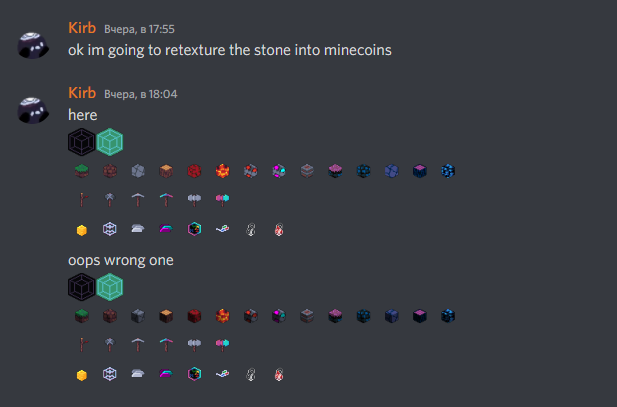 Kirb Вчера, в 17:55
ok im going to retexture the stone into minecoins
Kirb Вчера, в 18:04
here
oops wrong one